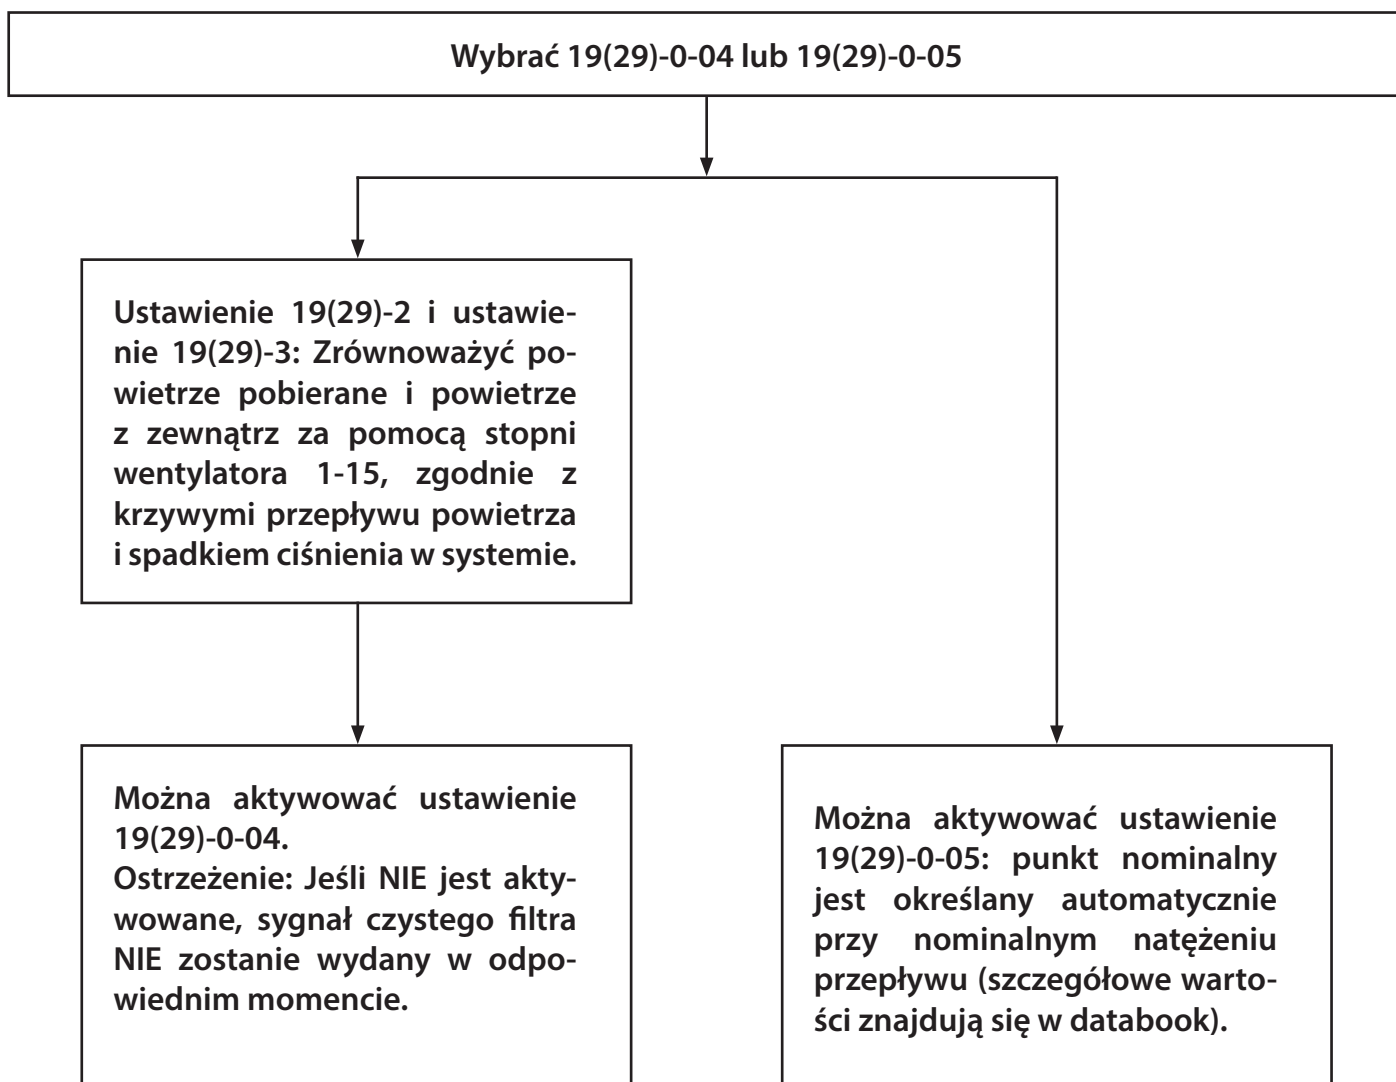 Wybrać 19(29)-0-04 lub 19(29)-0-05
Ustawienie 19(29)-2 i ustawie-
nie 19(29)-3: Zrównoważyć po-
wietrze pobierane i powietrze
z zewnątrz za pomocą stopni
wentylatora 1-15, zgodnie z
krzywymi przepływu powietrza
i spadkiem ciśnienia w systemie.
Można aktywować ustawienie
19(29)-0-04.
Ostrzeżenie: Jeśli NIE jest akty-
wowane, sygnał czystego filtra
NIE zostanie wydany w odpo-
wiednim momencie.
Można aktywować ustawienie
19(29)-0-05: punkt nominalny
jest określany automatycznie
przy nominalnym natężeniu
przepływu (szczegółowe warto-
ści znajdują się w databook).